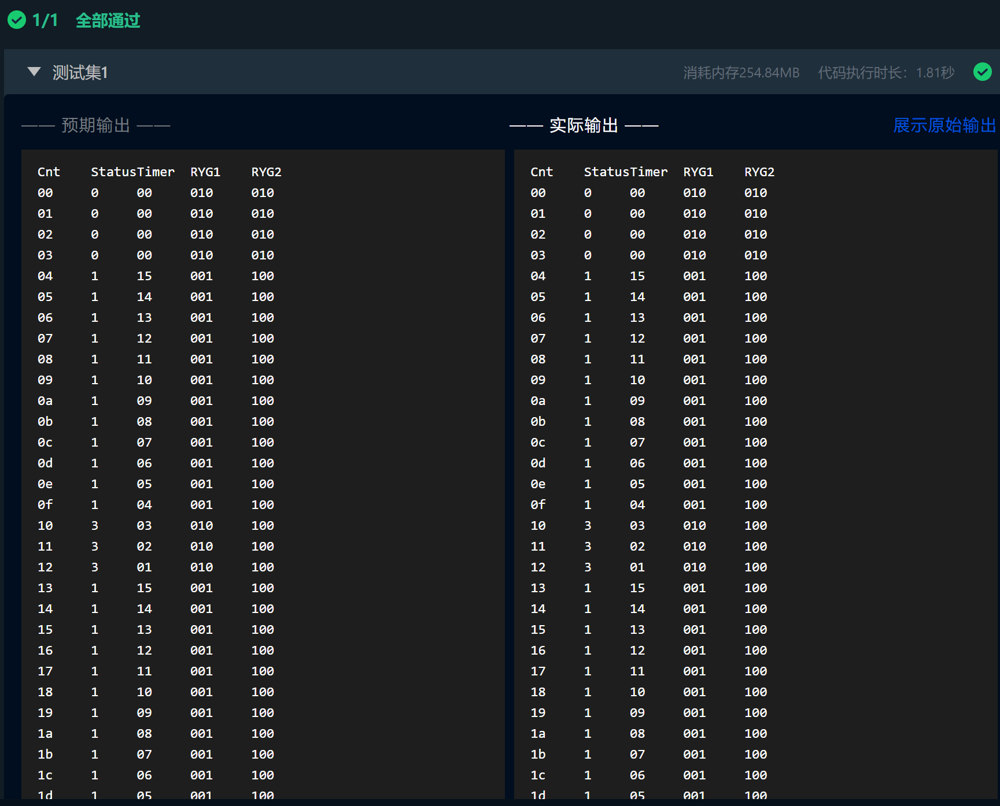 1/1 全部通过
测试集1 消耗内存254.84MB 代码执行时长：1.81秒
—— 预期输出 ——
Cnt StatusTimer RYG1 RYG2
00 0 00 010 010
01 0 00 010 010
02 0 00 010 010
03 0 00 010 010
04 1 15 001 100
05 1 14 001 100
06 1 13 001 100
07 1 12 001 100
08 1 11 001 100
09 1 10 001 100
0a 1 09 001 100
0b 1 08 001 100
0c 1 07 001 100
0d 1 06 001 100
0e 1 05 001 100
0f 1 04 001 100
10 3 03 010 100
11 3 02 010 100
12 3 01 010 100
13 1 15 001 100
14 1 14 001 100
15 1 13 001 100
16 1 12 001 100
17 1 11 001 100
18 1 10 001 100
19 1 09 001 100
1a 1 08 001 100
1b 1 07 001 100
1c 1 06 001 100
1d 1 05 001 100
—— 实际输出 —— 展示原始输出
Cnt StatusTimer RYG1 RYG2
00 0 00 010 010
01 0 00 010 010
02 0 00 010 010
03 0 00 010 010
04 1 15 001 100
05 1 14 001 100
06 1 13 001 100
07 1 12 001 100
08 1 11 001 100
09 1 10 001 100
0a 1 09 001 100
0b 1 08 001 100
0c 1 07 001 100
0d 1 06 001 100
0e 1 05 001 100
0f 1 04 001 100
10 3 03 010 100
11 3 02 010 100
12 3 01 010 100
13 1 15 001 100
14 1 14 001 100
15 1 13 001 100
16 1 12 001 100
17 1 11 001 100
18 1 10 001 100
19 1 09 001 100
1a 1 08 001 100
1b 1 07 001 100
1c 1 06 001 100
1d 1 05 001 100